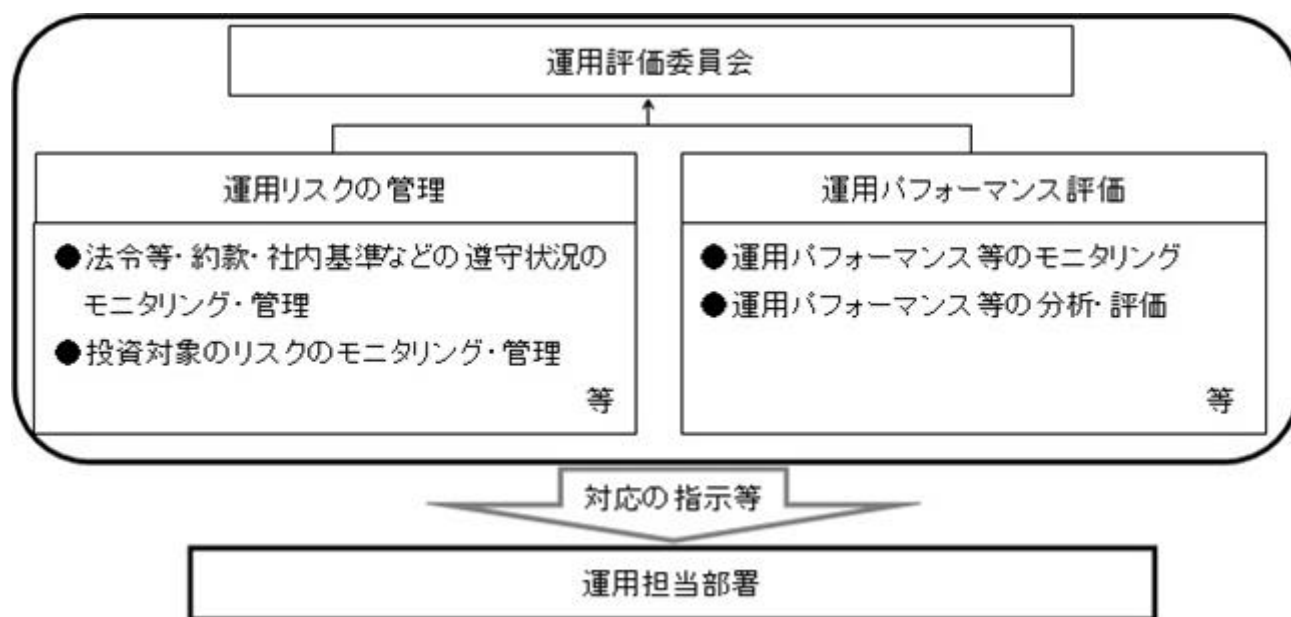 運用評価委員会
運用リスクの管理
●法令等・約款・社内基準などの遵守状況の
モニタリング・管理
●投資対象のリスクのモニタリング・管理
等
運用パフォーマンス評価
●運用パフォーマンス等のモニタリング
●運用パフォーマンス等の分析・評価
等
対応の指示等
運用担当部署